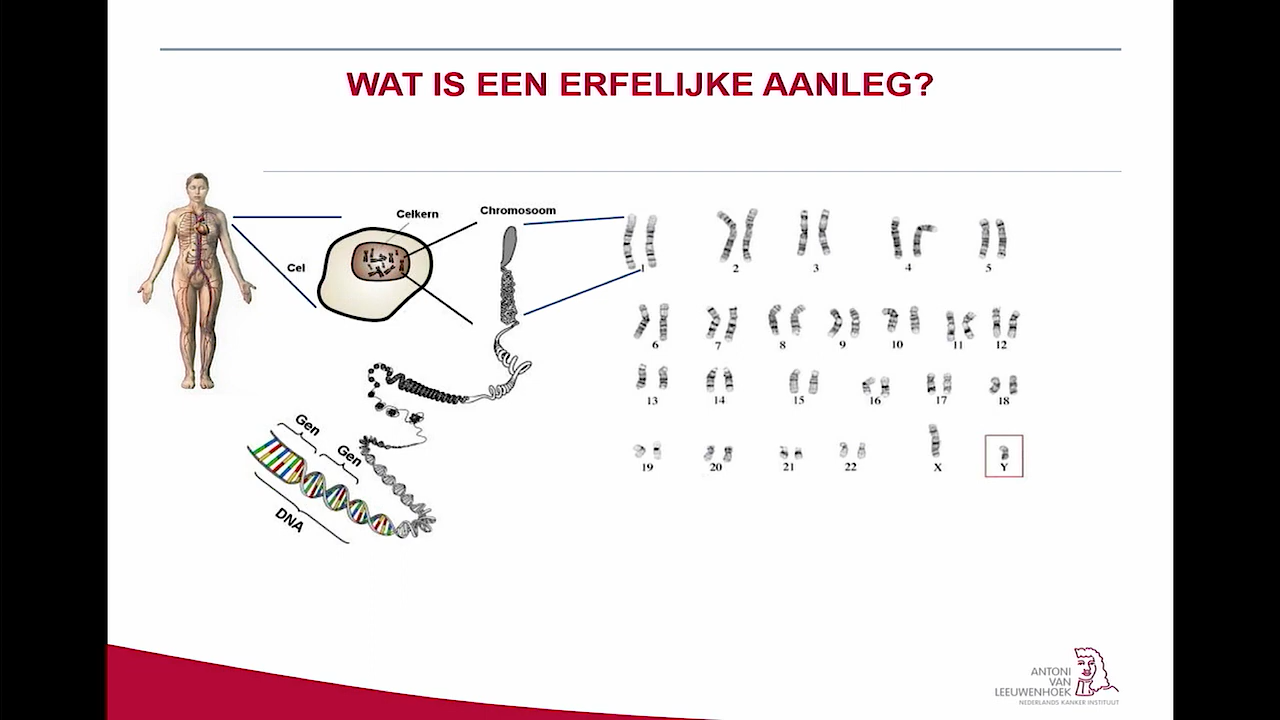 WAT IS EEN ERFELIJKE AANLEG?
Celkern
Chromosoom
Cel
1 2 3 4 5
6 7 8 9 10 11 12
13 14 15 16 17 18
19 20 21 22 X Y
Gen
Gen
DNA
ANTONI
VAN
LEEUWENHOEK
NEDERLANDS KANKER INSTITUUT